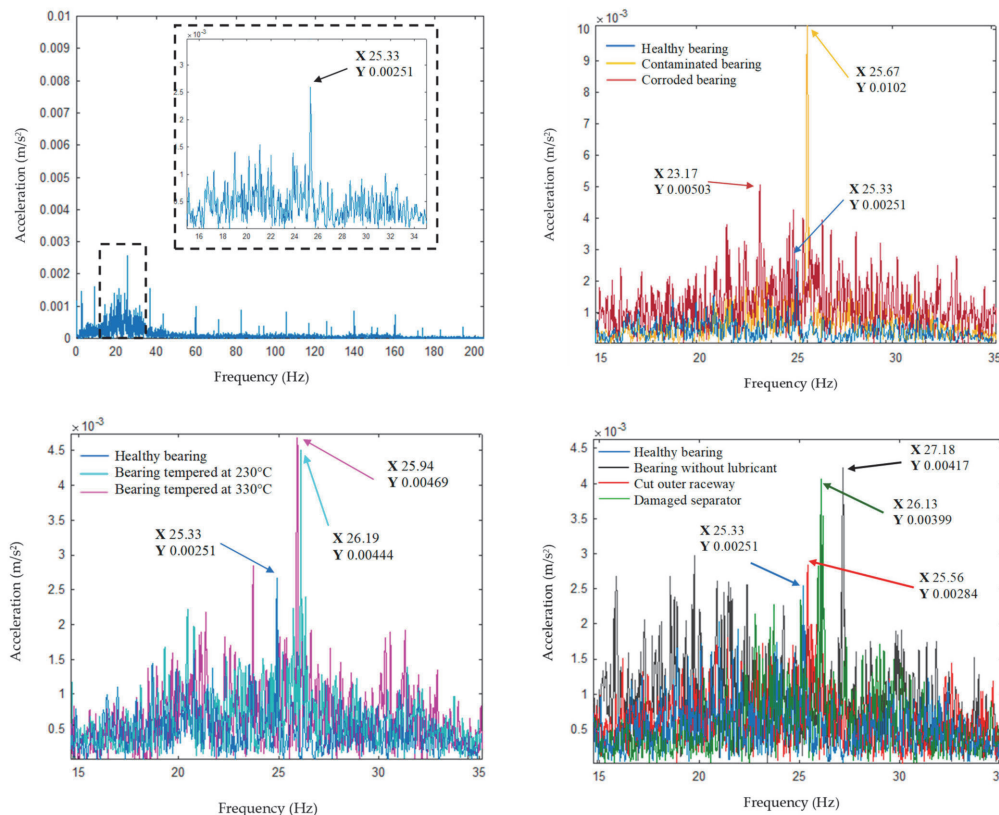 0.01
0.009
0.008
0.007
0.006
0.005
0.004
0.003
0.002
0.001
0
0 20 40 60 80 100 120 140 160 180 200
Acceleration (m/s²)
Frequency (Hz)
3
2.5
2
1.5
1
16 18 20 22 24 26 28 30 32 34
X 25.33
Y 0.00251
×10⁻³
10
9
8
7
6
5
4
3
2
1
15 20 25 30 35
Acceleration (m/s²)
Frequency (Hz)
Healthy bearing
Contaminated bearing
Corroded bearing
X 25.67
Y 0.0102
X 23.17
Y 0.00503
X 25.33
Y 0.00251
×10⁻³
4.5
4
3.5
3
2.5
2
1.5
1
0.5
15 20 25 30 35
Acceleration (m/s²)
Frequency (Hz)
Healthy bearing
Bearing tempered at 230°C
Bearing tempered at 330°C
X 25.94
Y 0.00469
X 25.33
Y 0.00251
X 26.19
Y 0.00444
×10⁻³
4.5
4
3.5
3
2.5
2
1.5
1
0.5
15 20 25 30 35
Acceleration (m/s²)
Frequency (Hz)
Healthy bearing
Bearing without lubricant
Cut outer raceway
Damaged separator
X 27.18
Y 0.00417
X 26.13
Y 0.00399
X 25.33
Y 0.00251
X 25.56
Y 0.00284